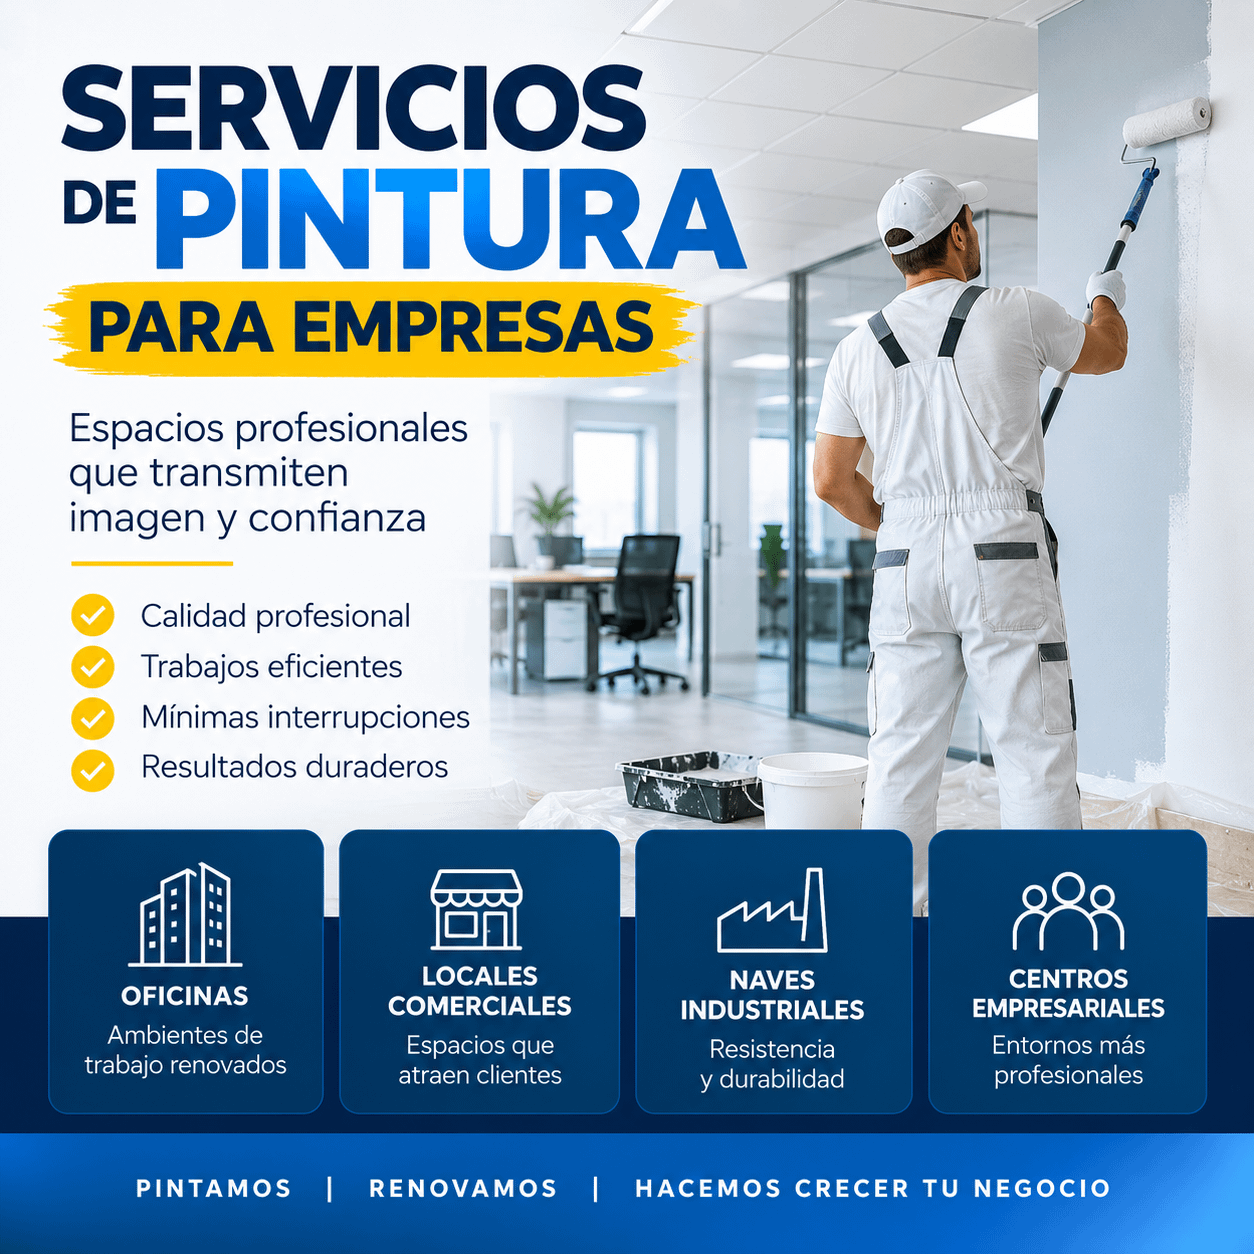 SERVICIOS
DE PINTURA
PARA EMPRESAS
Espacios profesionales
que transmiten
imagen y confianza
Calidad profesional
Trabajos eficientes
Mínimas interrupciones
Resultados duraderos
OFICINAS
Ambientes de
trabajo renovados
LOCALES
COMERCIALES
Espacios que
atraen clientes
NAVES
INDUSTRIALES
Resistencia
y durabilidad
CENTROS
EMPRESARIALES
Entornos más
profesionales
PINTAMOS | RENOVAMOS | HACEMOS CRECER TU NEGOCIO